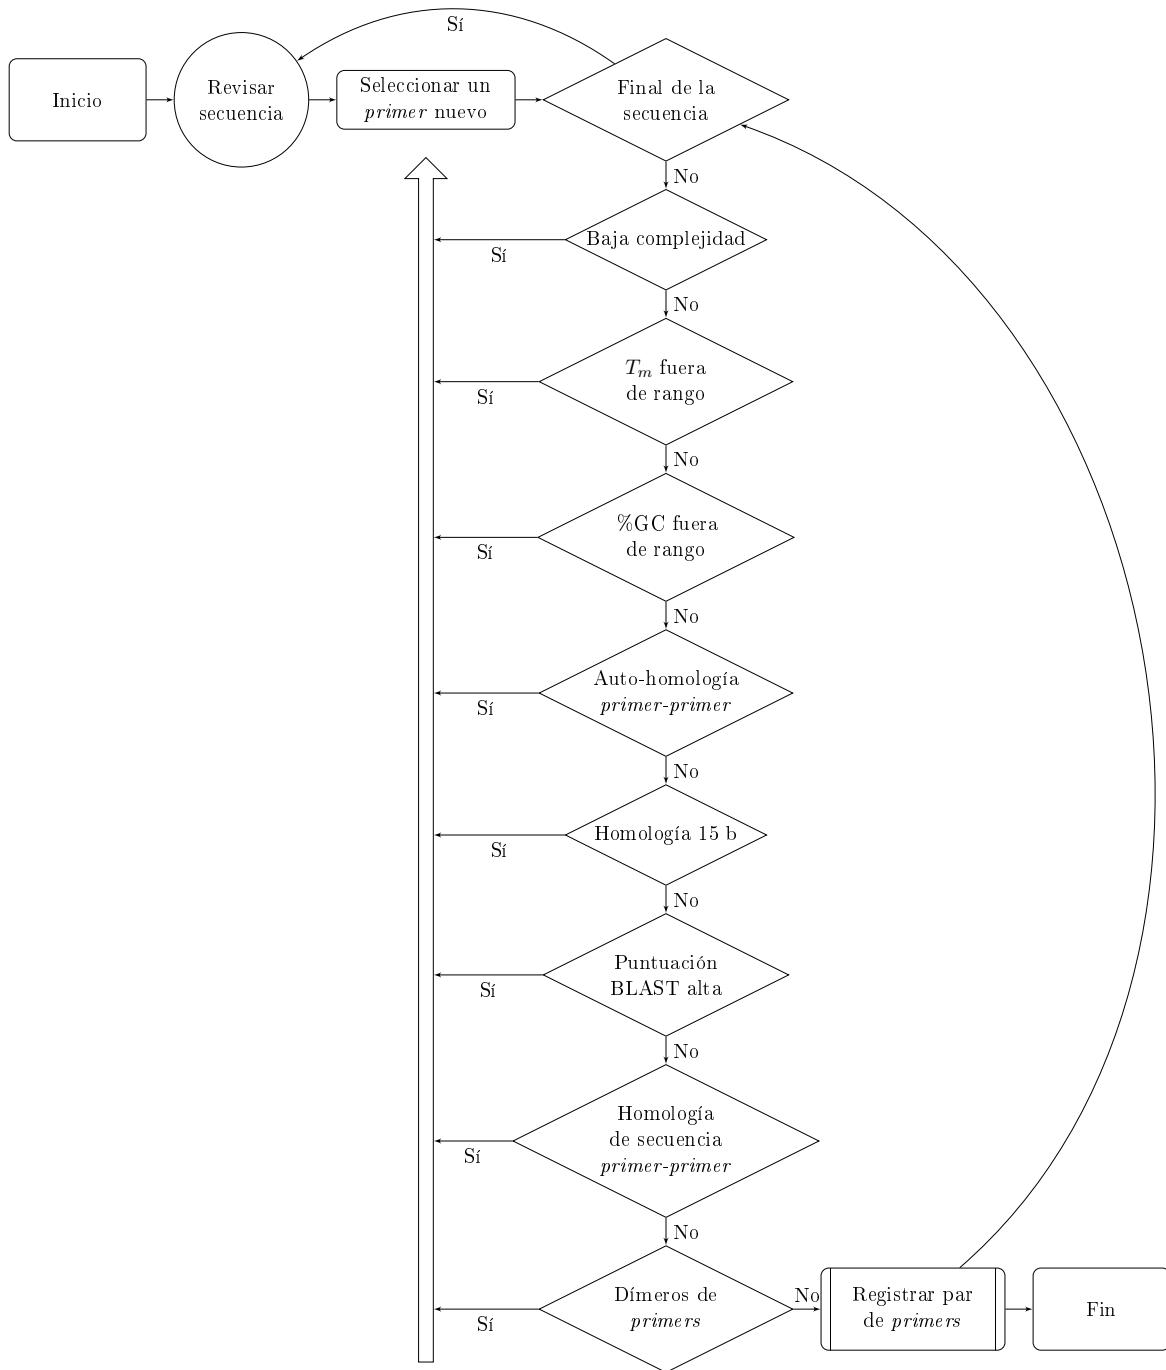 Sí
Inicio
Revisar
secuencia
Seleccionar un
primer nuevo
Final de la
secuencia
No
Baja complejidad
Sí
No
Tm fuera
de rango
Sí
No
%GC fuera
de rango
Sí
No
Auto-homología
primer-primer
Sí
No
Homología 15 b
Sí
No
Puntuación
BLAST alta
Sí
No
Homología
de secuencia
primer-primer
Sí
No
Dímeros de
primers
Sí
No
Registrar par
de primers
Fin